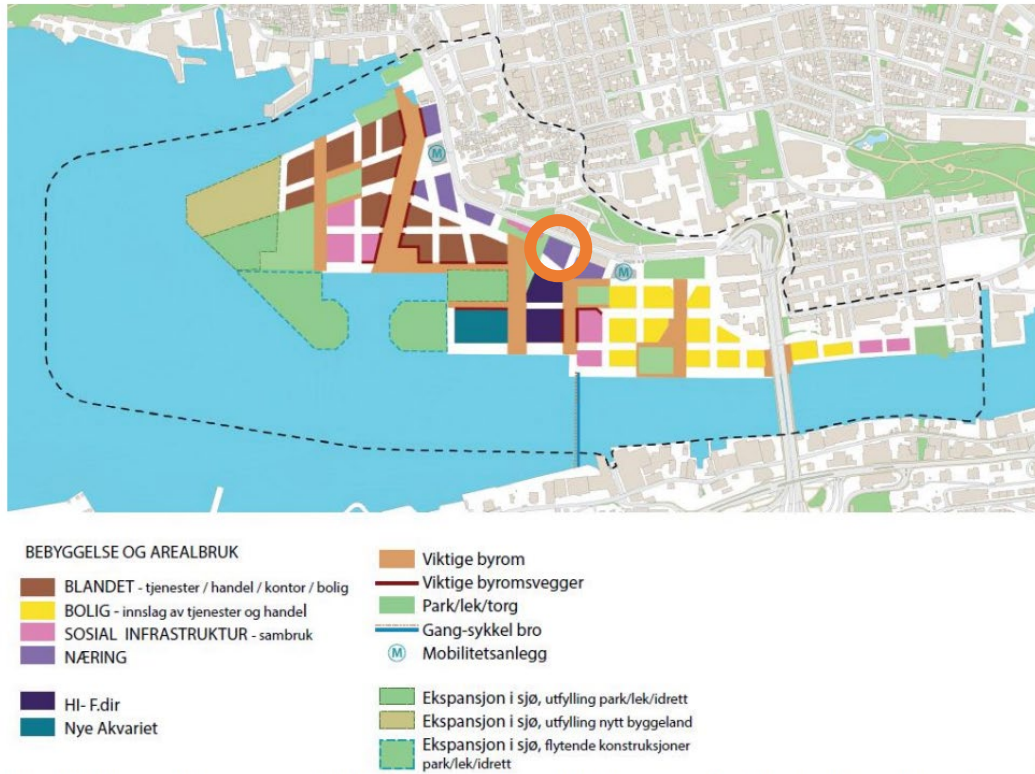 M
M
BEBYGGELSE OG AREALBRUK
BLANDET - tjenester / handel / kontor / bolig
BOLIG - innslag av tjenester og handel
SOSIAL INFRASTRUKTUR - sambruk
NÆRING
HI- F.dir
Nye Akvariet
Viktige byrom
Viktige byromsvegger
Park/lek/torg
Gang-sykkel bro
M Mobilitetsanlegg
Ekspansjon i sjø, utfylling park/lek/idrett
Ekspansjon i sjø, utfylling nytt byggeland
Ekspansjon i sjø, flytende konstruksjoner
park/lek/idrett